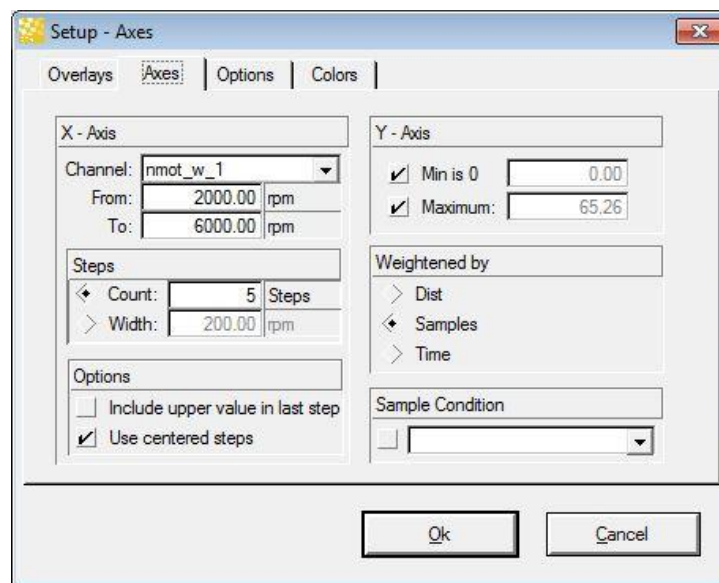 Setup - Axes
Overlays Axes Options Colors
X - Axis
Channel: nmot_w_1
From: 2000.00 rpm
To: 6000.00 rpm
Steps
Count: 5 Steps
Width: 200.00 rpm
Options
Include upper value in last step
Use centered steps
Y - Axis
Min is 0 0.00
Maximum: 65.26
Weightened by
Dist
Samples
Time
Sample Condition
Ok Cancel